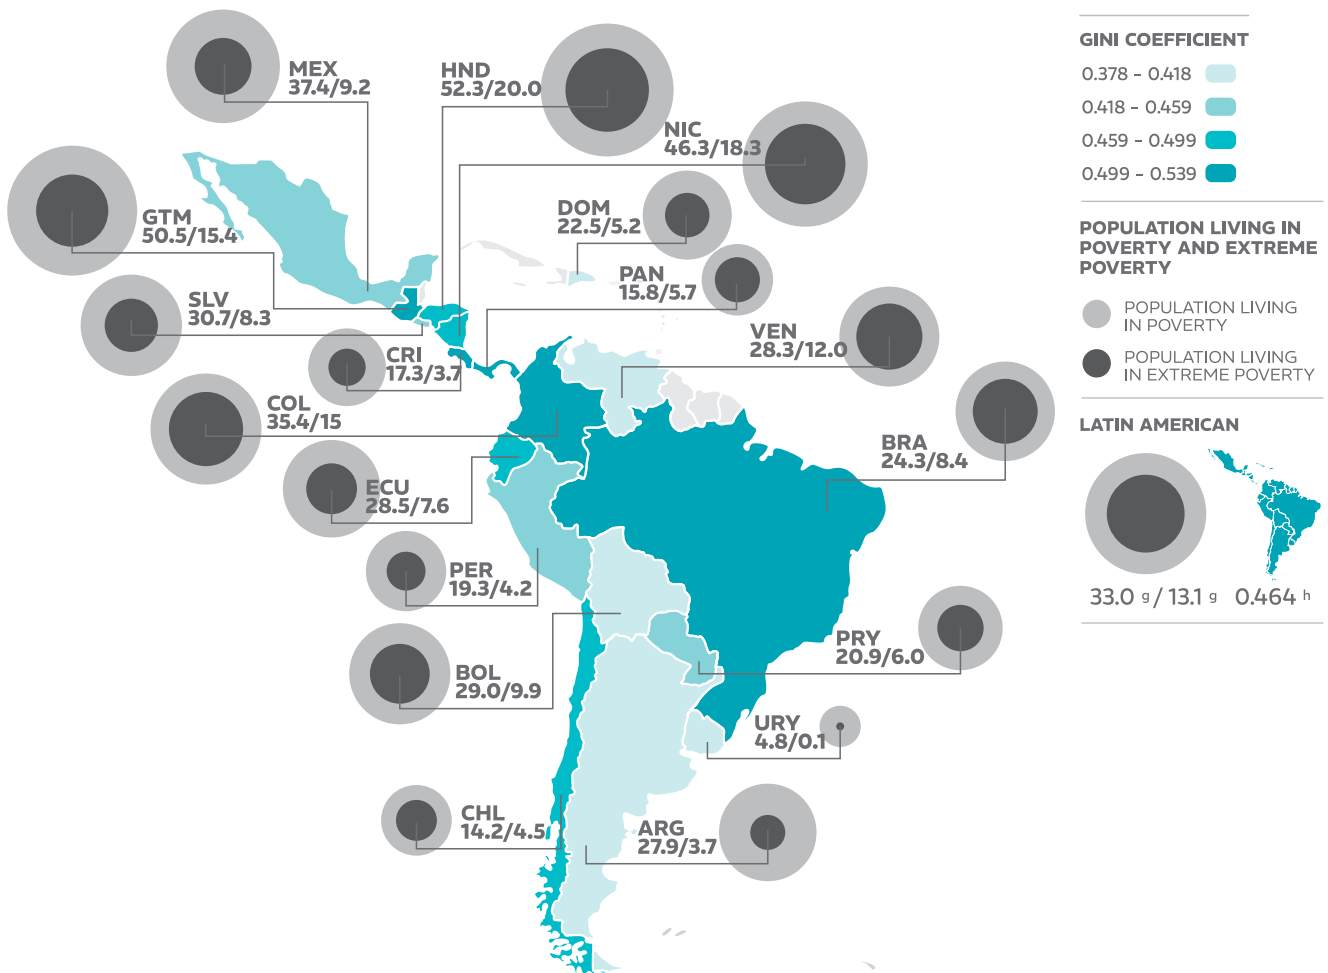 MEX
37.4/9.2
HND
52.3/20.0
NIC
46.3/18.3
GTM
50.5/15.4
DOM
22.5/5.2
PAN
15.8/5.7
SLV
30.7/8.3
VEN
28.3/12.0
CRI
17.3/3.7
COL
35.4/15
BRA
24.3/8.4
ECU
28.5/7.6
PER
19.3/4.2
PRY
20.9/6.0
BOL
29.0/9.9
URY
4.8/0.1
CHL
14.2/4.5
ARG
27.9/3.7
GINI COEFFICIENT
0.378 - 0.418
0.418 - 0.459
0.459 - 0.499
0.499 - 0.539
POPULATION LIVING IN
POVERTY AND EXTREME
POVERTY
POPULATION LIVING
IN POVERTY
POPULATION LIVING
IN EXTREME POVERTY
LATIN AMERICAN
33.0 g / 13.1 g 0.464 h